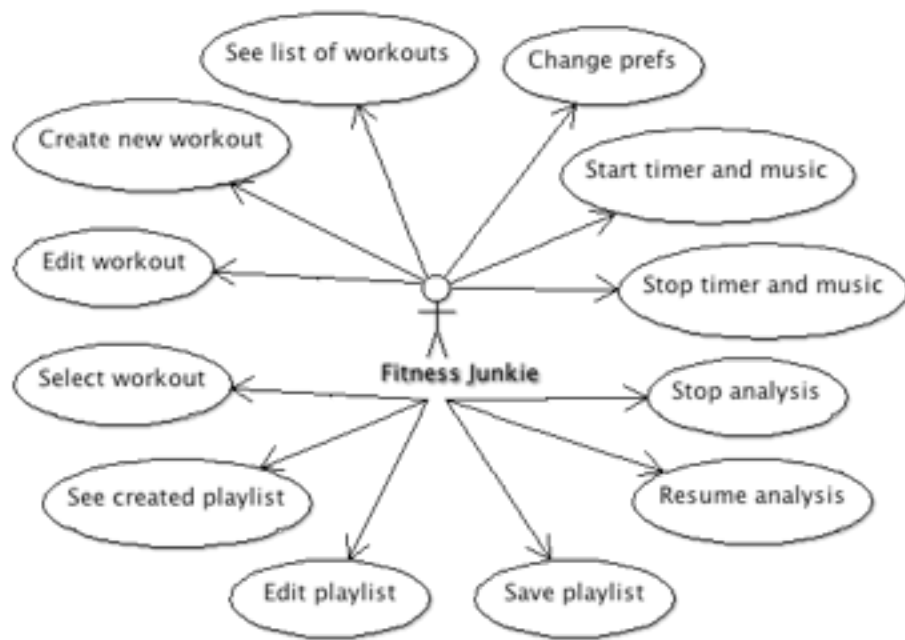 See list of workouts
Change prefs
Create new workout
Start timer and music
Edit workout
Stop timer and music
Fitness Junkie
Select workout
Stop analysis
See created playlist
Resume analysis
Edit playlist
Save playlist